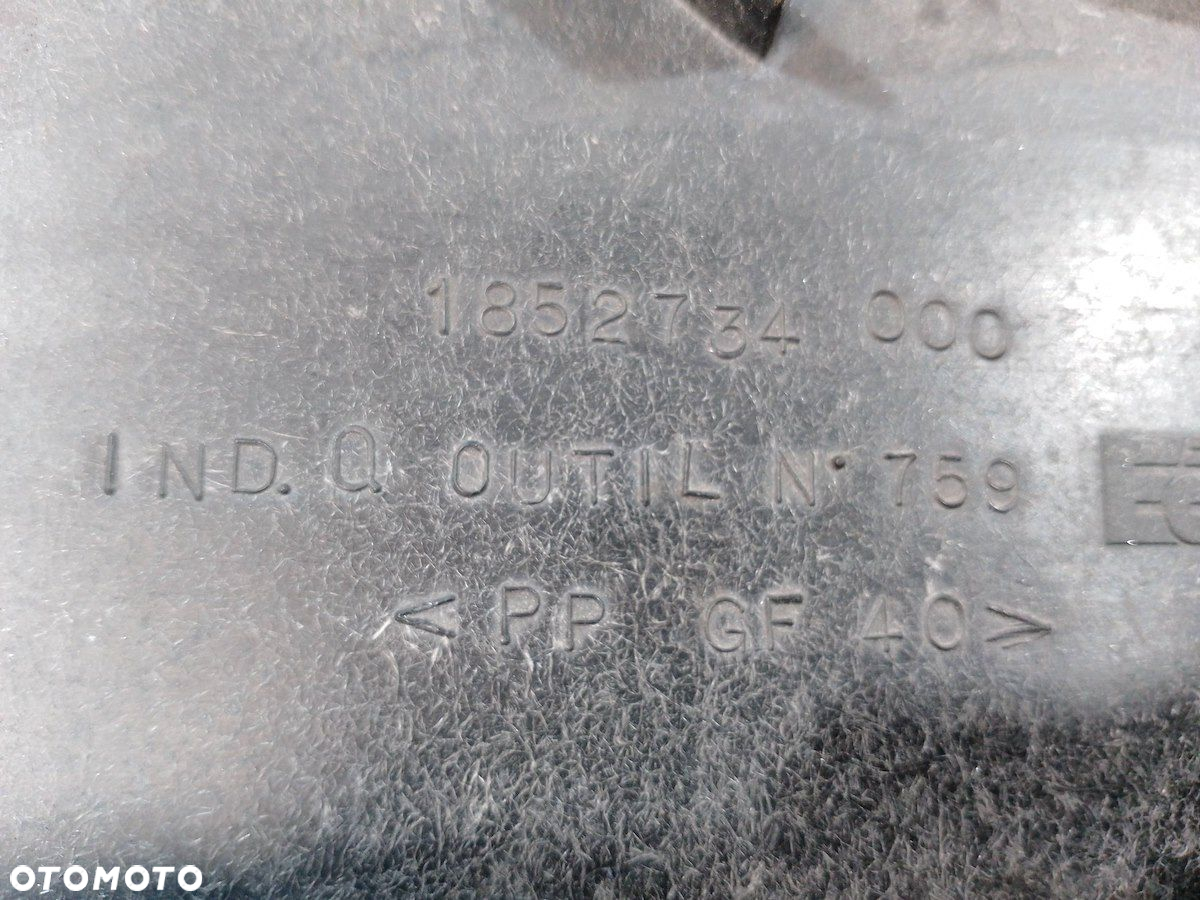 1852734 000
IND. Q OUTIL N° 759
<PP GF 40>
OTOMOTO